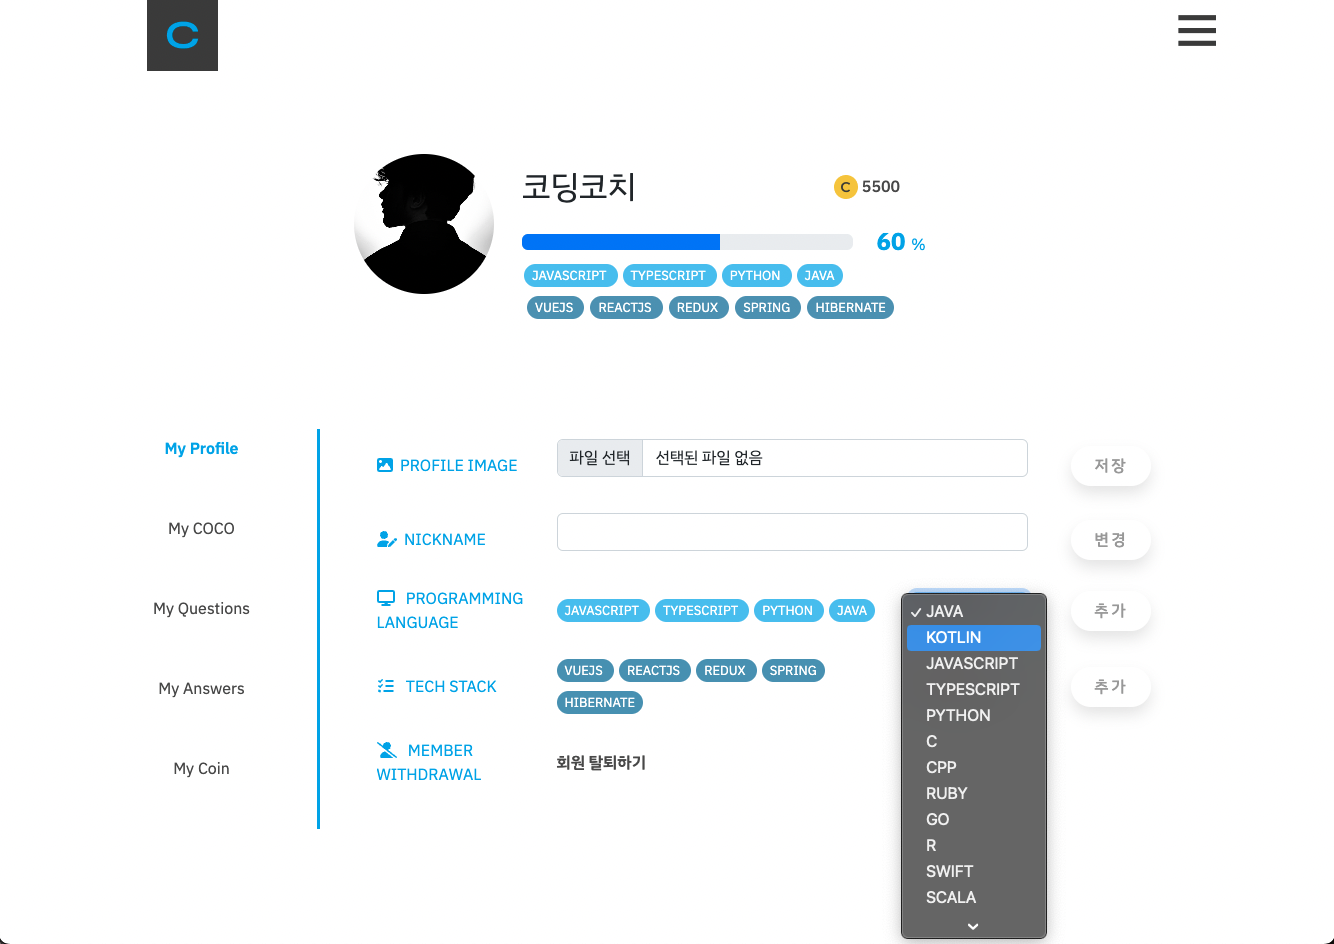 C
코딩코치
C 5500
60 %
JAVASCRIPT TYPESCRIPT PYTHON JAVA
VUEJS REACTJS REDUX SPRING HIBERNATE
My Profile
My COCO
My Questions
My Answers
My Coin
PROFILE IMAGE
파일 선택 선택된 파일 없음
저장
NICKNAME
변경
PROGRAMMING
LANGUAGE
JAVASCRIPT TYPESCRIPT PYTHON JAVA
추가
TECH STACK
VUEJS REACTJS REDUX SPRING
HIBERNATE
추가
MEMBER
WITHDRAWAL
회원 탈퇴하기
JAVA
KOTLIN
JAVASCRIPT
TYPESCRIPT
PYTHON
C
CPP
RUBY
GO
R
SWIFT
SCALA